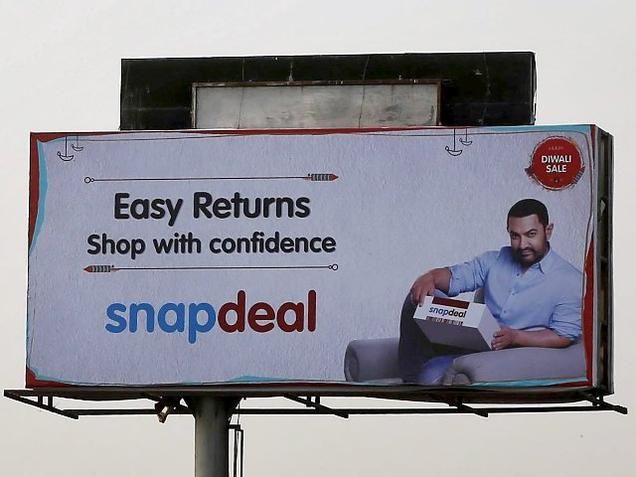 DIWALI
SALE
Easy Returns
Shop with confidence
snapdeal
snapdeal